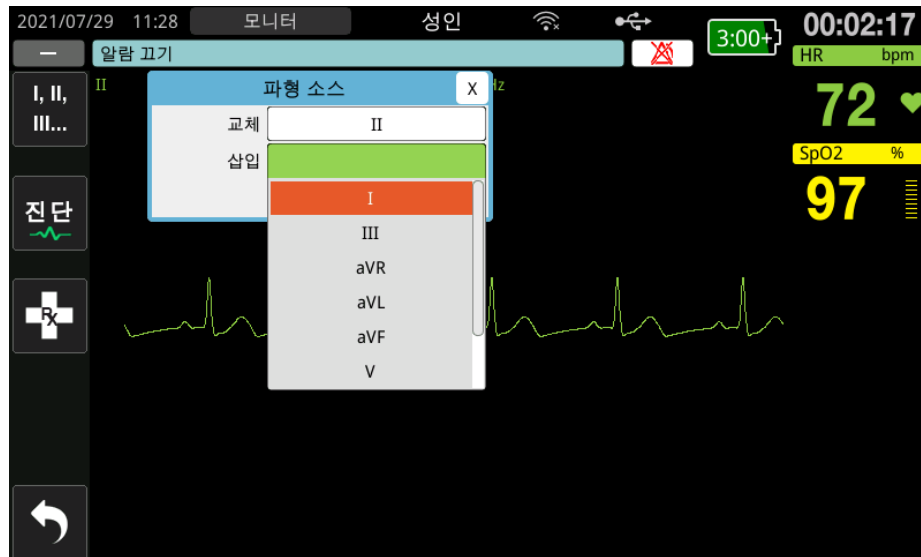 2021/07/29 11:28 모니터 성인 3:00+ 00:02:17
알람 끄기
HR bpm
I, II,
III...
II
파형 소스 X
Hz
72
교체 II
삽입
SpO2 %
97
I
III
aVR
aVL
aVF
V
진단
Rx